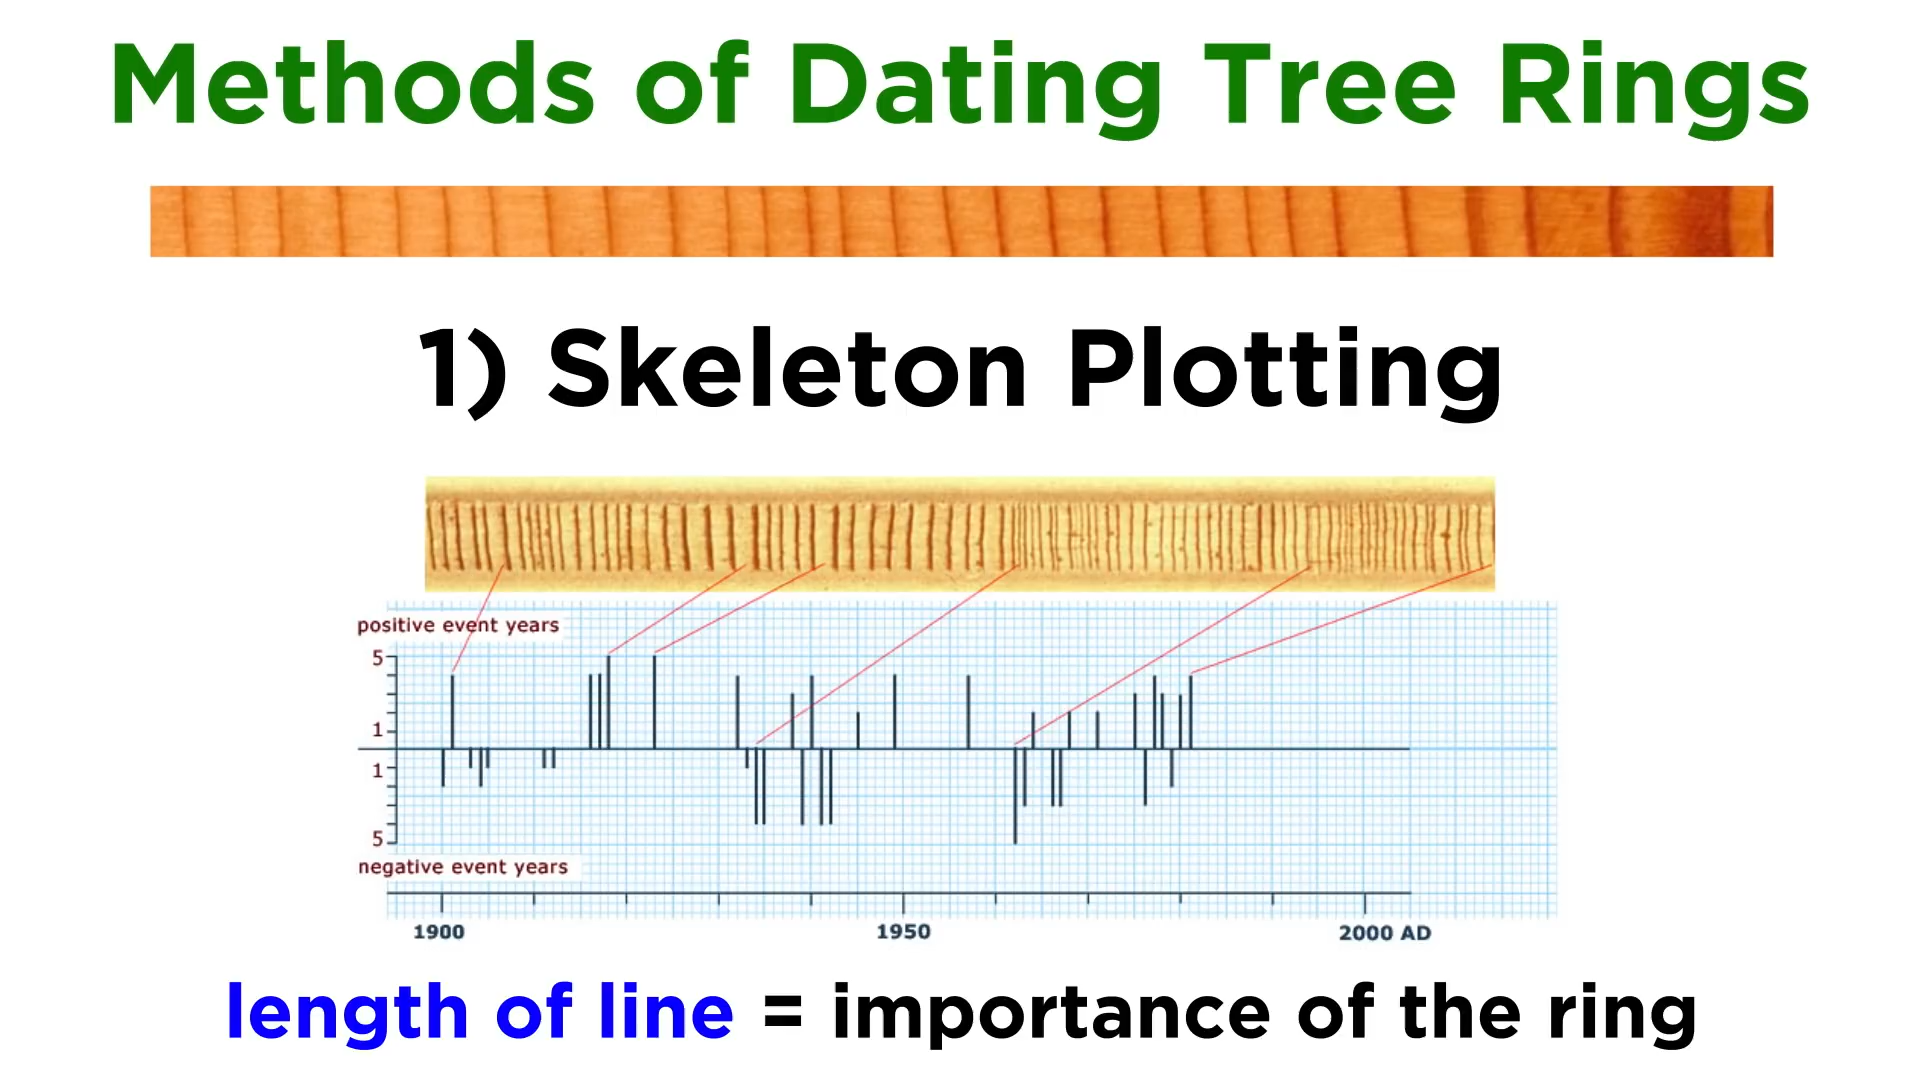 Methods of Dating Tree Rings
1) Skeleton Plotting
positive event years
5
1
1
5
negative event years
1900 1950 2000 AD
length of line = importance of the ring